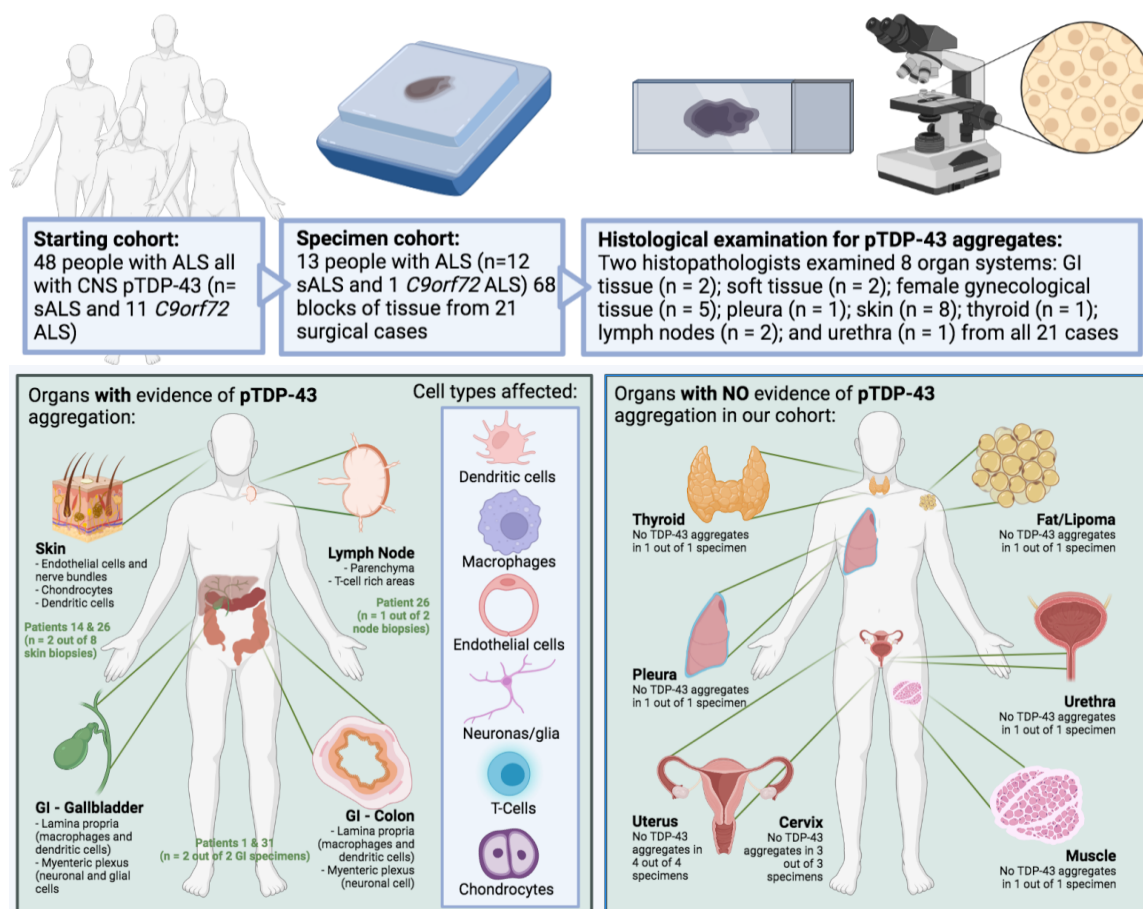 Starting cohort:
48 people with ALS all
with CNS pTDP-43 (n=
sALS and 11 C9orf72
ALS)
Specimen cohort:
13 people with ALS (n=12
sALS and 1 C9orf72 ALS) 68
blocks of tissue from 21
surgical cases
Histological examination for pTDP-43 aggregates:
Two histopathologists examined 8 organ systems: GI
tissue (n = 2); soft tissue (n = 2); female gynecological
tissue (n = 5); pleura (n = 1); skin (n = 8); thyroid (n = 1);
lymph nodes (n = 2); and urethra (n = 1) from all 21 cases
Organs with evidence of pTDP-43
aggregation:
Skin
- Endothelial cells and
nerve bundles
- Chondrocytes
- Dendritic cells
Patients 14 & 26
(n = 2 out of 8
skin biopsies)
Lymph Node
- Parenchyma
- T-cell rich areas
Patient 26
(n = 1 out of 2
node biopsies)
GI - Gallbladder
- Lamina propria
(macrophages and
dendritic cells)
- Myenteric plexus
(neuronal and glial
cells
Patients 1 & 31
(n = 2 out of 2 GI specimens)
GI - Colon
- Lamina propria
(macrophages and
dendritic cells)
- Myenteric plexus
(neuronal cell)
Cell types affected:
Dendritic cells
Macrophages
Endothelial cells
Neuronas/glia
T-Cells
Chondrocytes
Organs with NO evidence of pTDP-43
aggregation in our cohort:
Thyroid
No TDP-43 aggregates
in 1 out of 1 specimen
Fat/Lipoma
No TDP-43 aggregates
in 1 out of 1 specimen
Pleura
No TDP-43 aggregates
in 1 out of 1 specimen
Urethra
No TDP-43 aggregates
in 1 out of 1 specimen
Uterus
No TDP-43
aggregates in
4 out of 4
specimens
Cervix
No TDP-43
aggregates in 3
out of 3
specimens
Muscle
No TDP-43 aggregates
in 1 out of 1 specimen